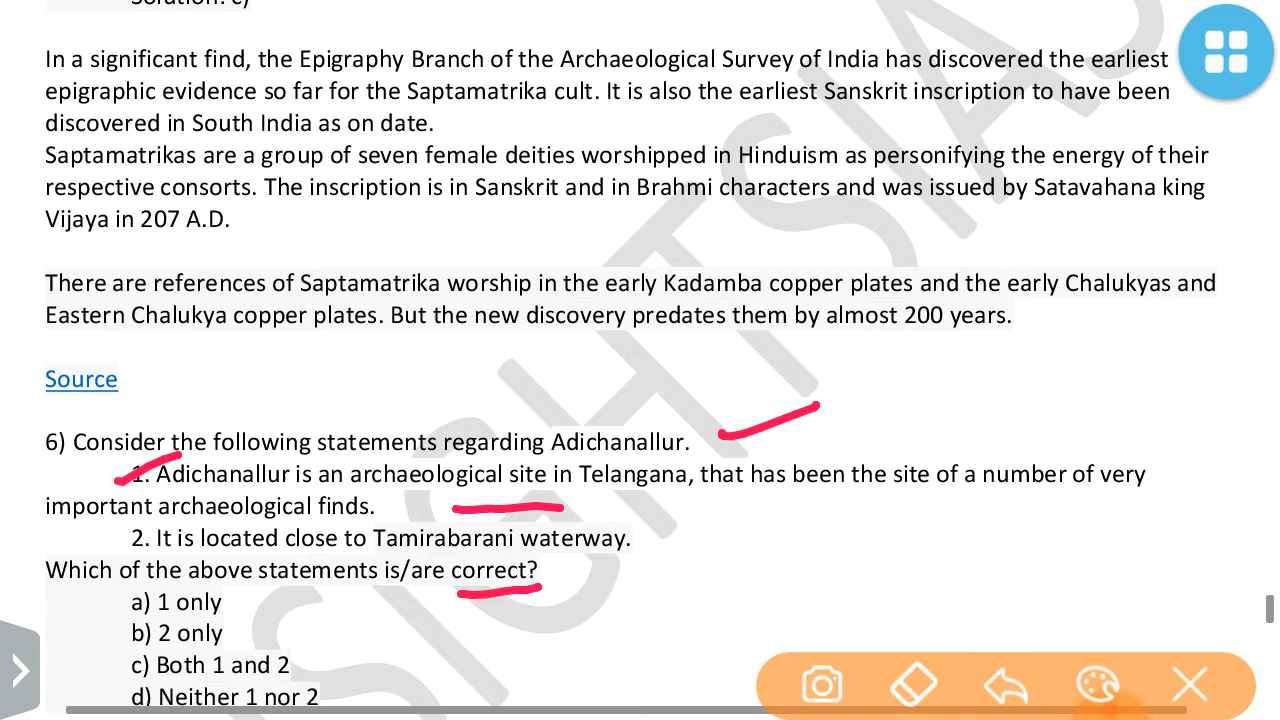 Solution: c)
In a significant find, the Epigraphy Branch of the Archaeological Survey of India has discovered the earliest
epigraphic evidence so far for the Saptamatrika cult. It is also the earliest Sanskrit inscription to have been
discovered in South India as on date.
Saptamatrikas are a group of seven female deities worshipped in Hinduism as personifying the energy of their
respective consorts. The inscription is in Sanskrit and in Brahmi characters and was issued by Satavahana king
Vijaya in 207 A.D.
There are references of Saptamatrika worship in the early Kadamba copper plates and the early Chalukyas and
Eastern Chalukya copper plates. But the new discovery predates them by almost 200 years.
Source
6) Consider the following statements regarding Adichanallur.
1. Adichanallur is an archaeological site in Telangana, that has been the site of a number of very
important archaeological finds.
2. It is located close to Tamirabarani waterway.
Which of the above statements is/are correct?
a) 1 only
b) 2 only
c) Both 1 and 2
d) Neither 1 nor 2
SIGHTSIAS